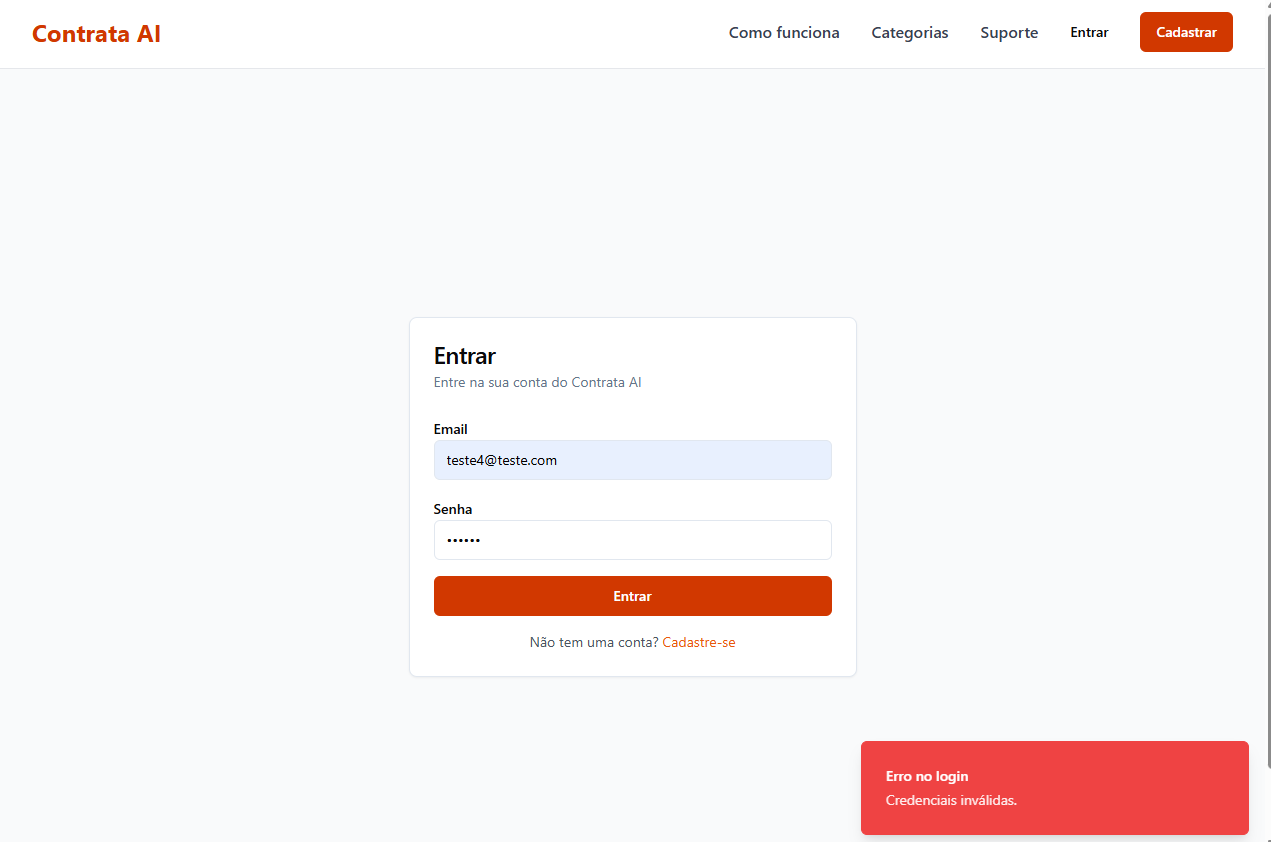 Contrata AI
Como funciona
Categorias
Suporte
Entrar
Cadastrar
Entrar
Entre na sua conta do Contrata AI
Email
teste4@teste.com
Senha
••••••
Entrar
Não tem uma conta? Cadastre-se
Erro no login
Credenciais inválidas.